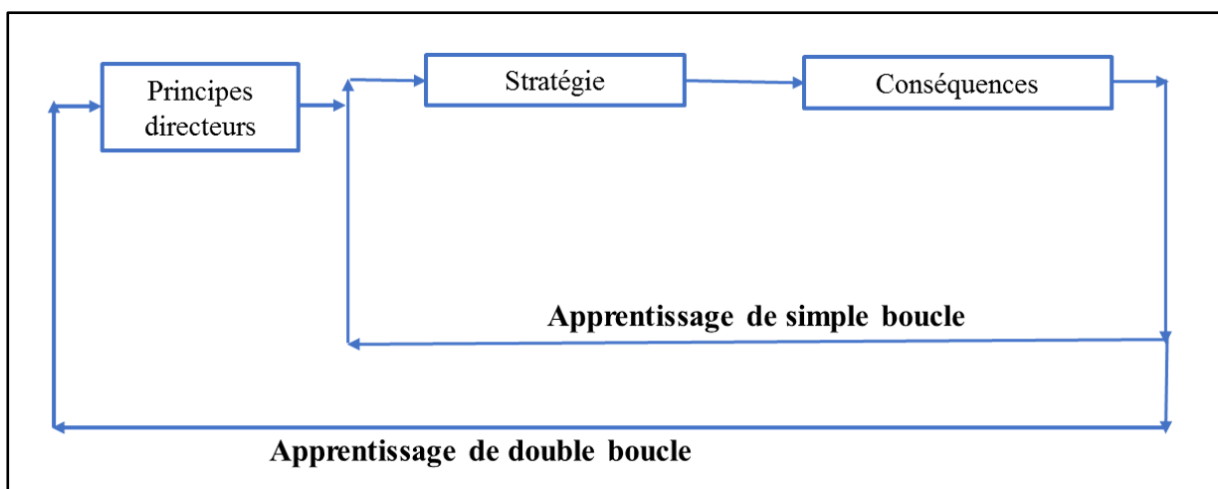 Principes
directeurs
Stratégie
Conséquences
Apprentissage de simple boucle
Apprentissage de double boucle